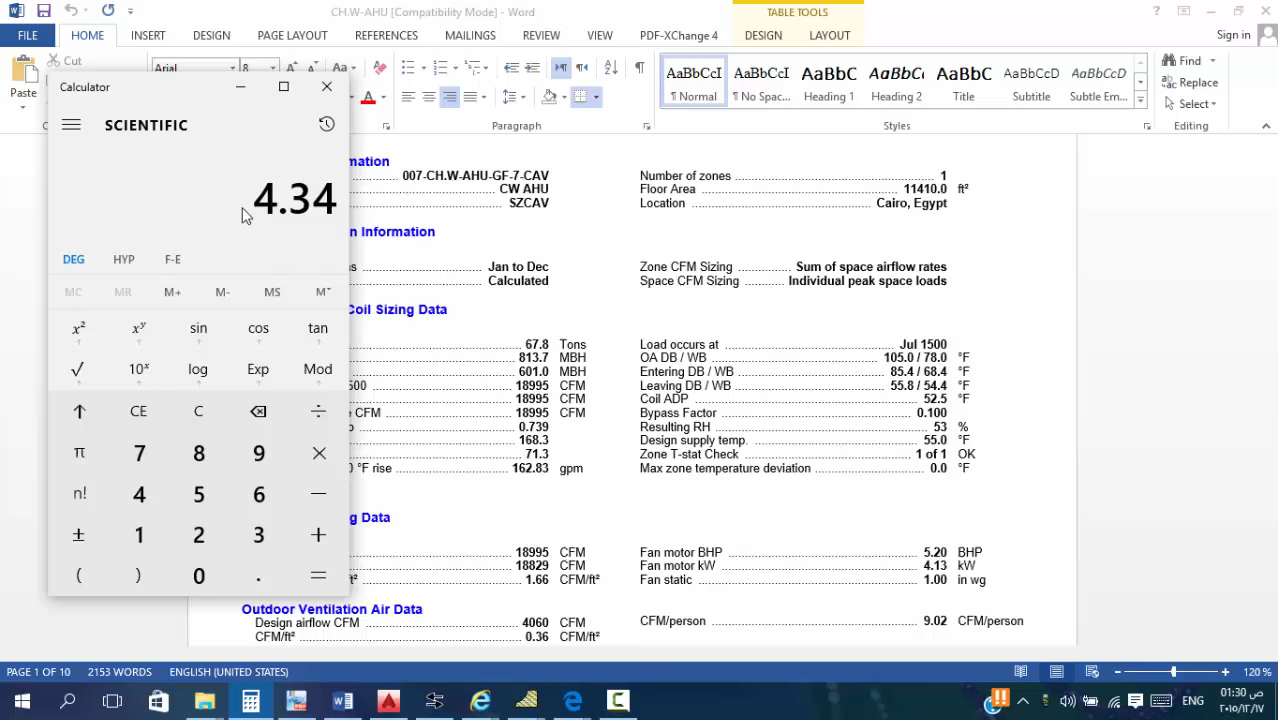 CH.W-AHU [Compatibility Mode] - Word
TABLE TOOLS
FILE HOME INSERT DESIGN PAGE LAYOUT REFERENCES MAILINGS REVIEW VIEW PDF-XChange 4 DESIGN LAYOUT Sign in
Cut
Paste
Arial 8 Aa
Paragraph
AaBbCcI AaBbCcI AaBbC AaBbCc AaBbC AaBbCcD AaBbCcD
¶ Normal ¶ No Spac... Heading 1 Heading 2 Title Subtitle Subtle Em...
Styles
Find
Replace
Select
Editing
Calculator
SCIENTIFIC
4.34
DEG HYP F-E
MC MR M+ M- MS M
x² xʸ sin cos tan
√ 10ˣ log Exp Mod
↑ CE C ÷
π 7 8 9 ×
n! 4 5 6 −
± 1 2 3 +
( ) 0 . =
mation
007-CH.W-AHU-GF-7-CAV Number of zones 1
CW AHU Floor Area 11410.0 ft²
SZCAV Location Cairo, Egypt
n Information
Jan to Dec Zone CFM Sizing Sum of space airflow rates
Calculated Space CFM Sizing Individual peak space loads
Coil Sizing Data
67.8 Tons Load occurs at Jul 1500
813.7 MBH OA DB / WB 105.0 / 78.0 °F
601.0 MBH Entering DB / WB 85.4 / 68.4 °F
500 18995 CFM Leaving DB / WB 55.8 / 54.4 °F
18995 CFM Coil ADP 52.5 °F
e CFM 18995 CFM Bypass Factor 0.100
0.739 Resulting RH 53 %
168.3 Design supply temp. 55.0 °F
71.3 Zone T-stat Check 1 of 1 OK
0 °F rise 162.83 gpm Max zone temperature deviation 0.0 °F
g Data
18995 CFM Fan motor BHP 5.20 BHP
18829 CFM Fan motor kW 4.13 kW
t² 1.66 CFM/ft² Fan static 1.00 in wg
Outdoor Ventilation Air Data
Design airflow CFM 4060 CFM CFM/person 9.02 CFM/person
CFM/ft² 0.36 CFM/ft²
PAGE 1 OF 10 2153 WORDS ENGLISH (UNITED STATES) 120 %
ENG
01:30 ص
٢٠١٥/١٢/١٧